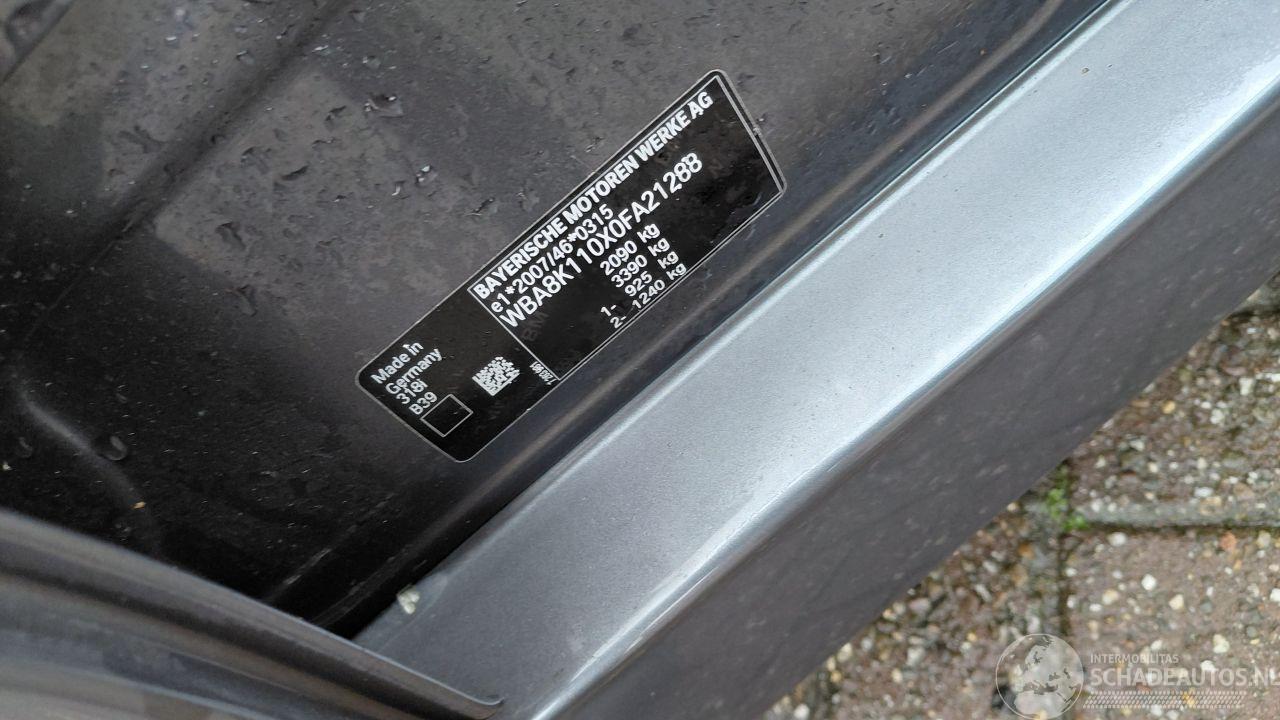 BAYERISCHE MOTOREN WERKE AG
e1*2007/46*0315
WBA8K110X0FA21288
2090 kg
3390 kg
1- 925 kg
2- 1240 kg
Made in
Germany
318i
B39
INTERMOBILITAS
SCHADEAUTOS.NL